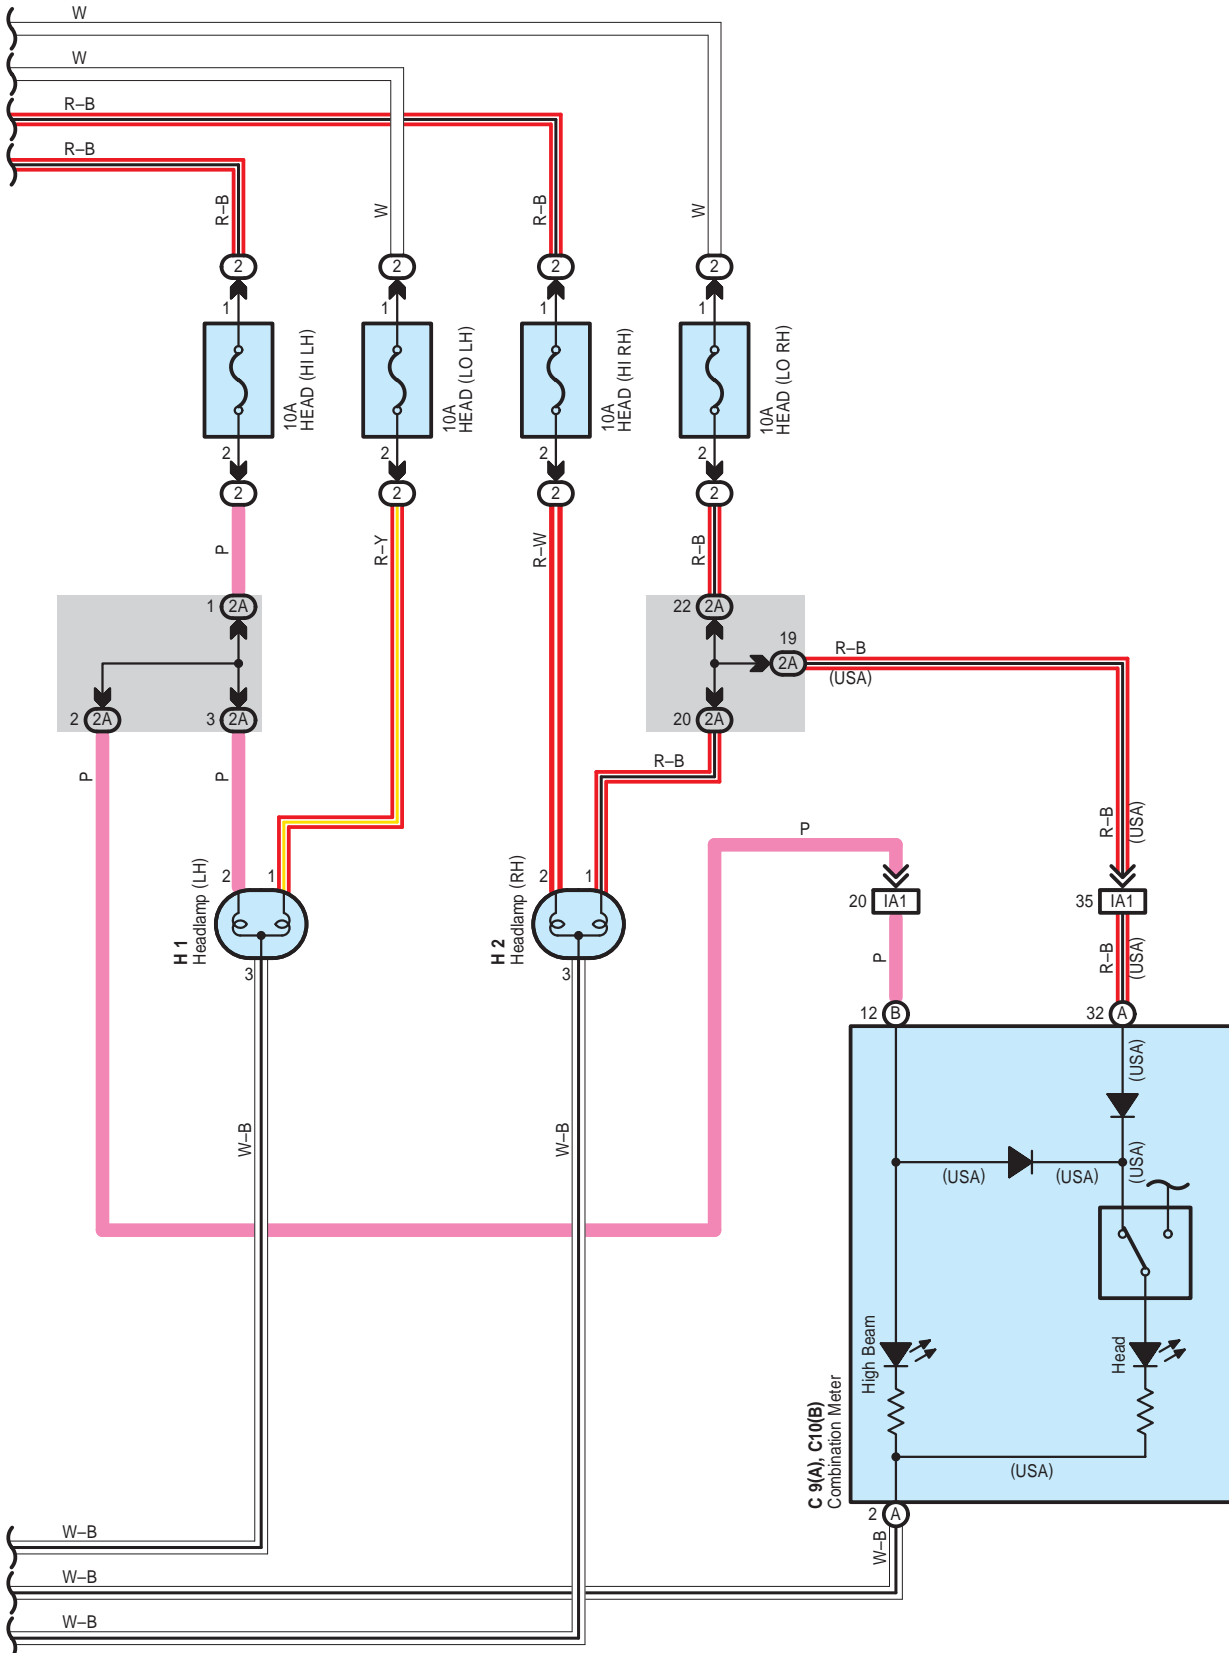 W
W
R–B
R–B
R–B
W
R–B
W
2
2
2
2
1
1
1
1
10A
HEAD (HI LH)
10A
HEAD (LO LH)
10A
HEAD (HI RH)
10A
HEAD (LO RH)
2
2
2
2
2
2
2
2
P
R–Y
R–W
R–B
1
2A
22
2A
19
2A
R–B
(USA)
2
2A
3
2A
20
2A
P
P
R–B
R–B
(USA)
P
2
1
2
1
20
IA1
35
IA1
H 1
Headlamp (LH)
H 2
Headlamp (RH)
3
3
P
R–B
(USA)
12
B
32
A
(USA)
W–B
W–B
(USA)
(USA)
(USA)
High Beam
Head
(USA)
C 9(A), C10(B)
Combination Meter
2
A
W–B
W–B
W–B
W–B